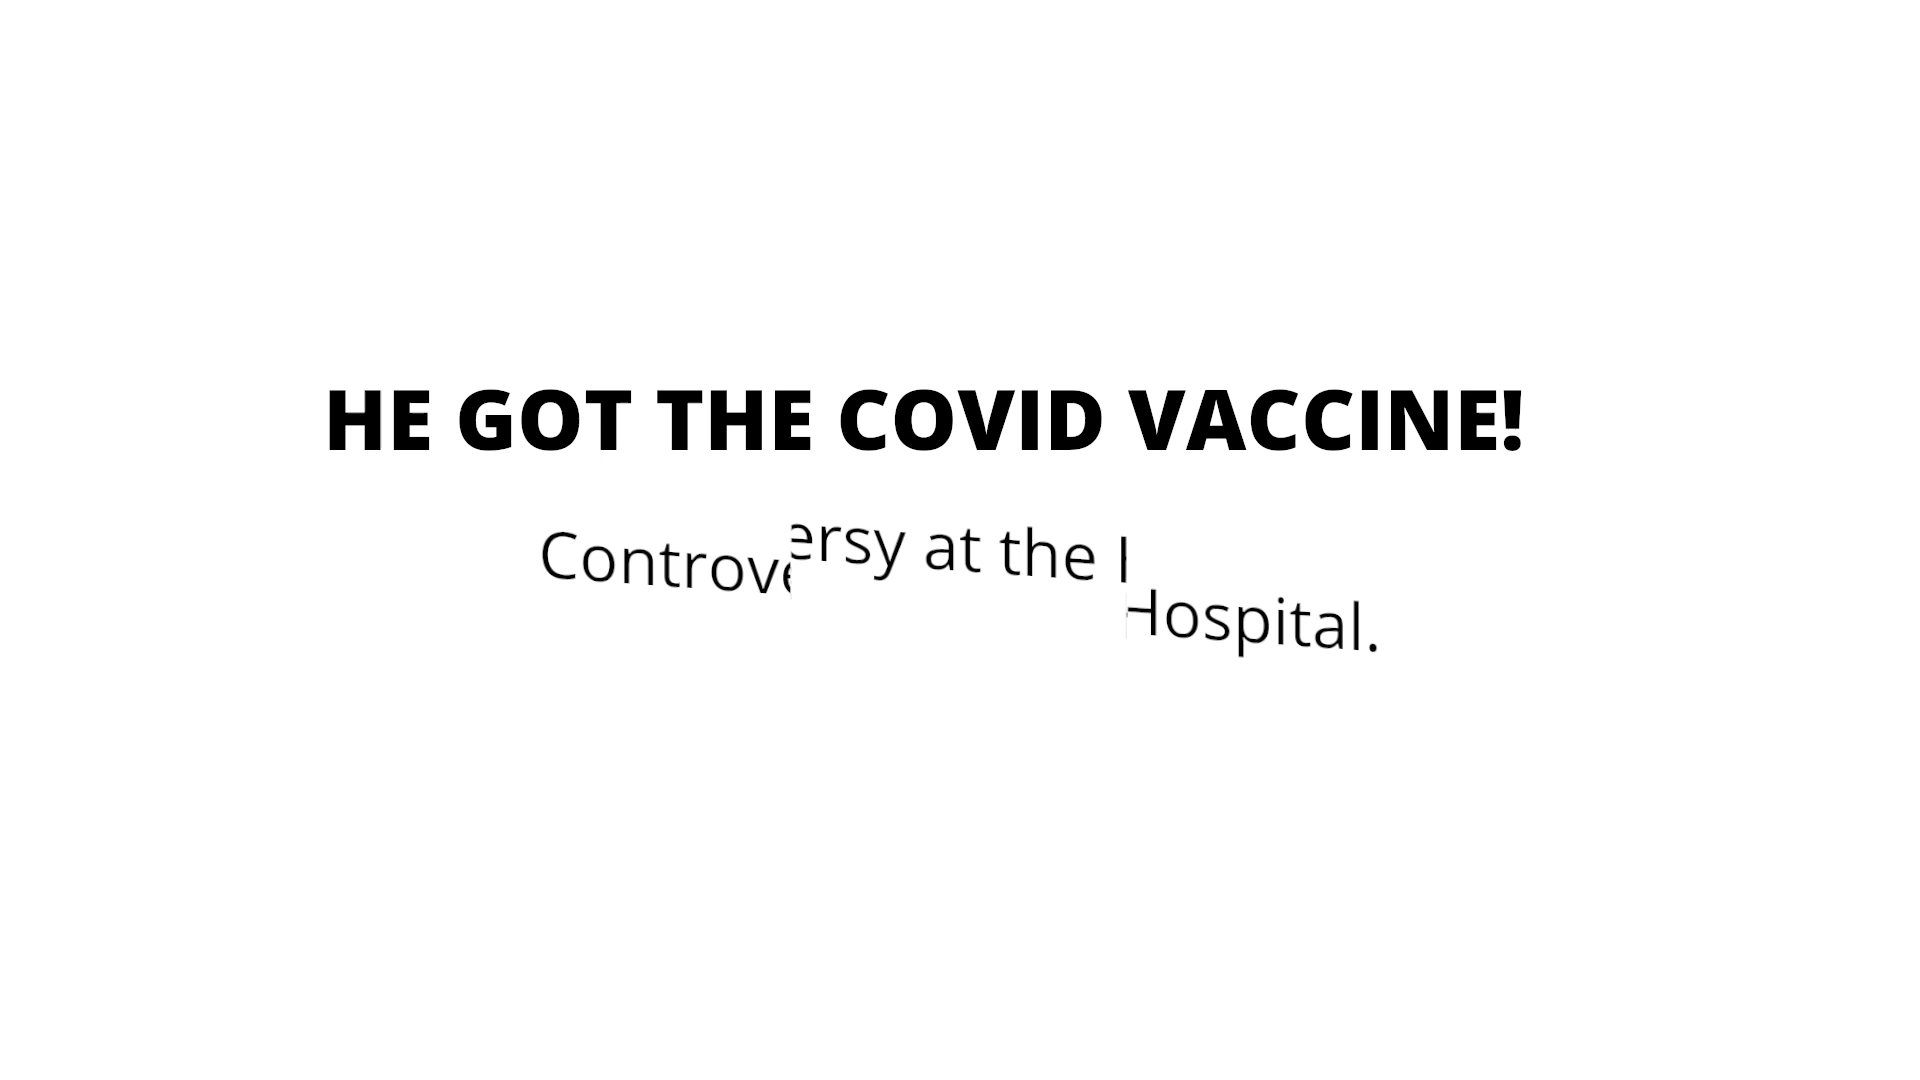 HE GOT THE COVID VACCINE!
Controversy at the Hospital.